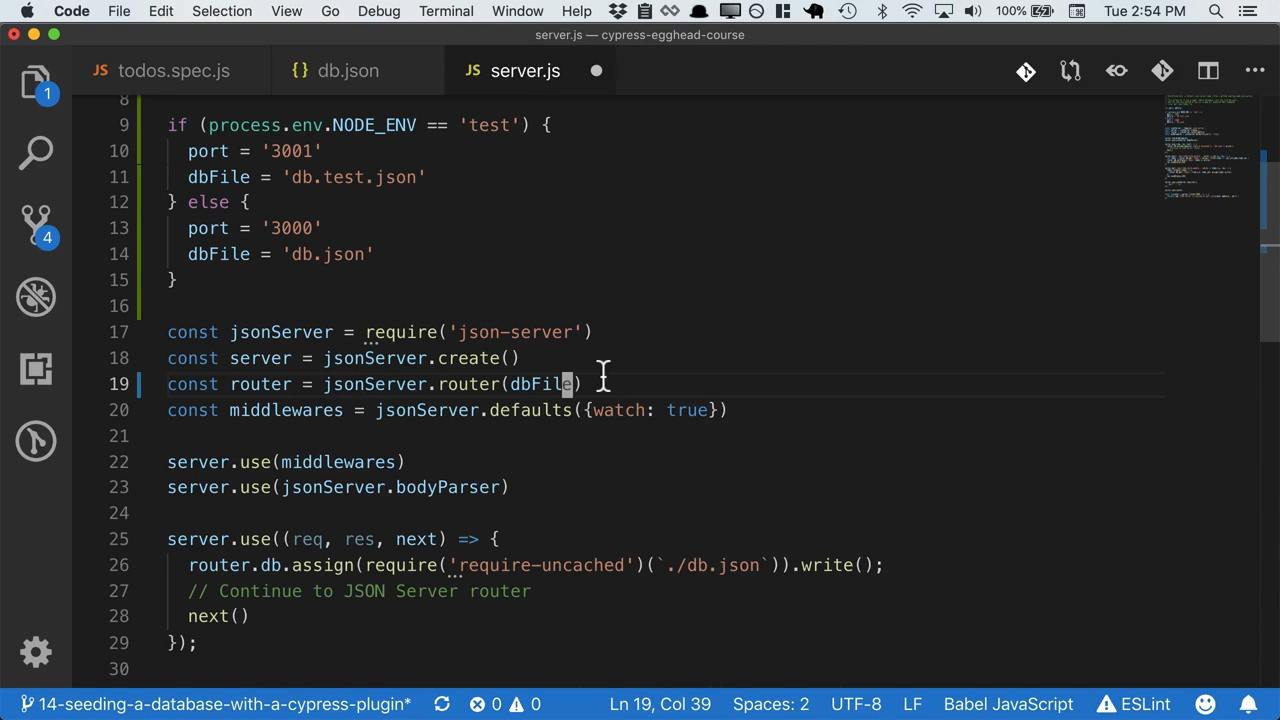 Code File Edit Selection View Go Debug Terminal Window Help 100% Tue 2:54 PM
server.js — cypress-egghead-course
JS todos.spec.js {} db.json JS server.js
1
4
8
9 if (process.env.NODE_ENV == 'test') {
10 port = '3001'
11 dbFile = 'db.test.json'
12 } else {
13 port = '3000'
14 dbFile = 'db.json'
15 }
16
17 const jsonServer = require('json-server')
18 const server = jsonServer.create()
19 const router = jsonServer.router(dbFile)
20 const middlewares = jsonServer.defaults({watch: true})
21
22 server.use(middlewares)
23 server.use(jsonServer.bodyParser)
24
25 server.use((req, res, next) => {
26 router.db.assign(require('require-uncached')(`./db.json`)).write();
27 // Continue to JSON Server router
28 next()
29 });
30
14-seeding-a-database-with-a-cypress-plugin* 0 0 Ln 19, Col 39 Spaces: 2 UTF-8 LF Babel JavaScript ESLint